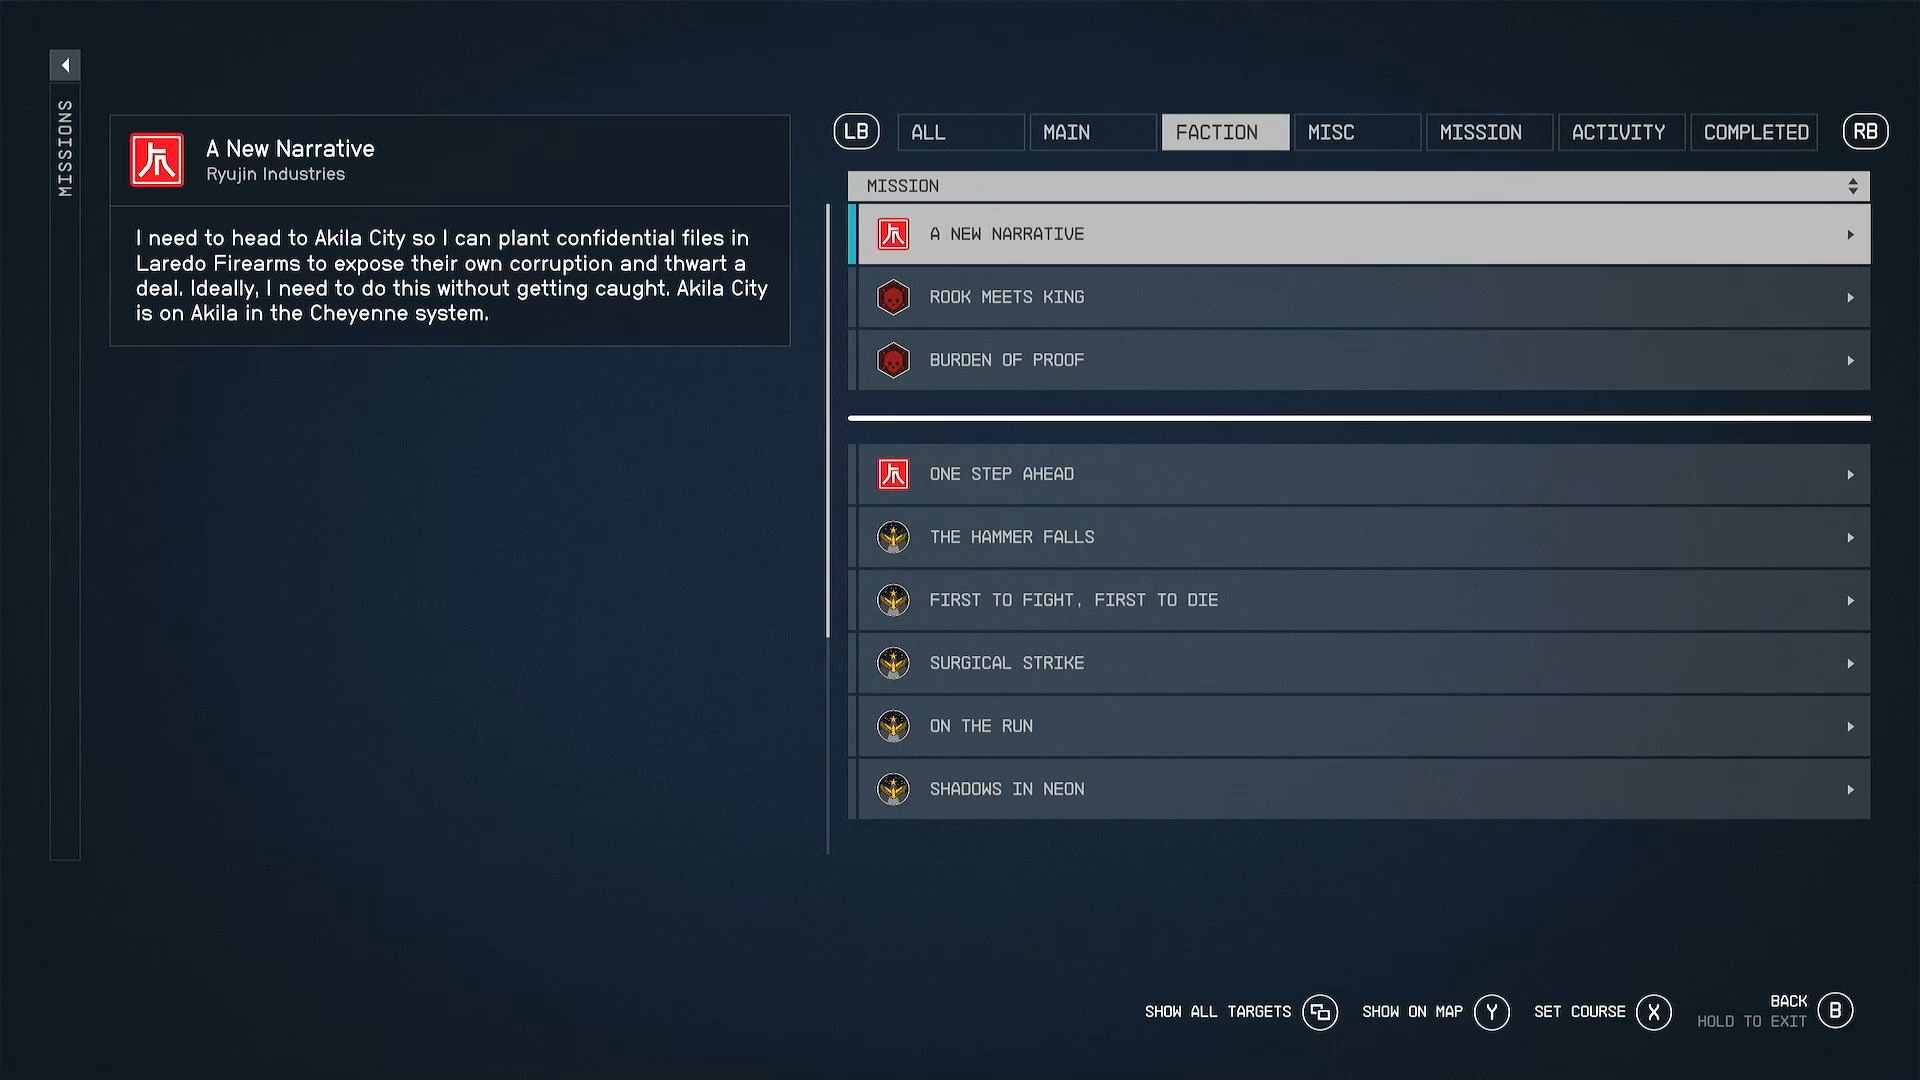 MISSIONS
A New Narrative
Ryujin Industries
I need to head to Akila City so I can plant confidential files in
Laredo Firearms to expose their own corruption and thwart a
deal. Ideally, I need to do this without getting caught. Akila City
is on Akila in the Cheyenne system.
LB ALL MAIN FACTION MISC MISSION ACTIVITY COMPLETED RB
MISSION
A NEW NARRATIVE
ROOK MEETS KING
BURDEN OF PROOF
ONE STEP AHEAD
THE HAMMER FALLS
FIRST TO FIGHT, FIRST TO DIE
SURGICAL STRIKE
ON THE RUN
SHADOWS IN NEON
SHOW ALL TARGETS SHOW ON MAP Y SET COURSE X BACK B
HOLD TO EXIT